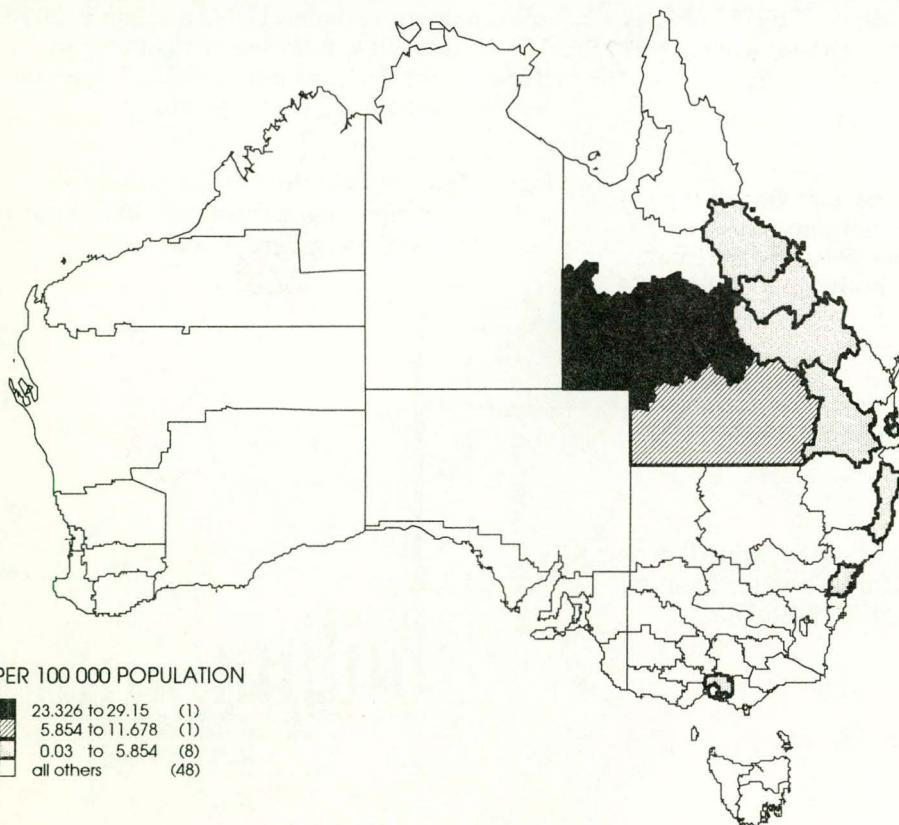 PER 100 000 POPULATION
23.326 to 29.15 (1)
5.854 to 11.678 (1)
0.03 to 5.854 (8)
all others (48)